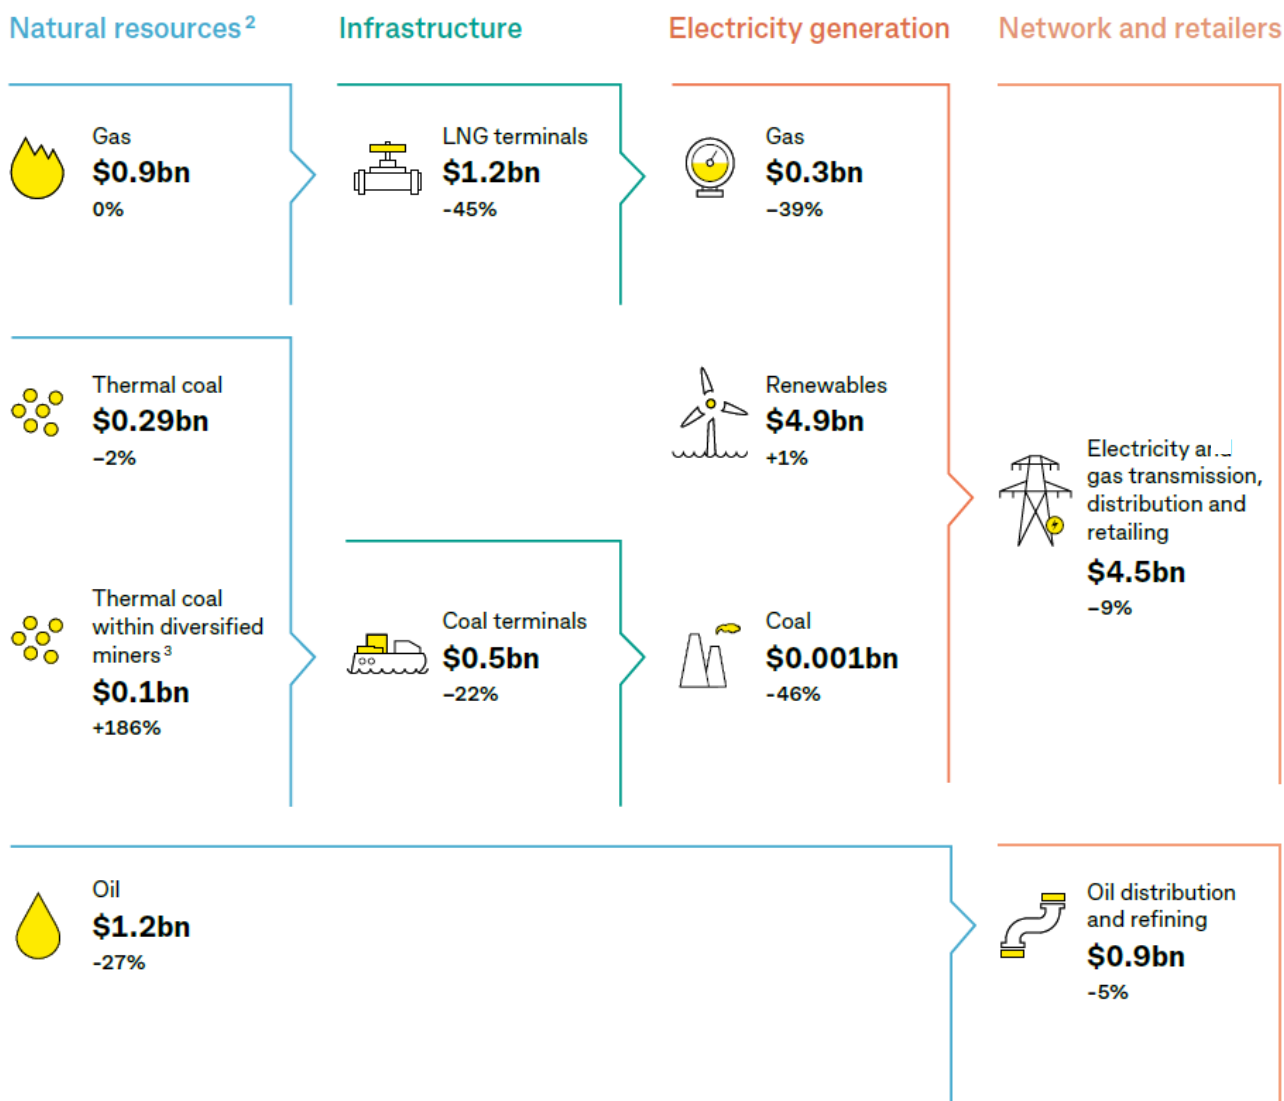 Natural resources²
Infrastructure
Electricity generation
Network and retailers
Gas
$0.9bn
0%
LNG terminals
$1.2bn
-45%
Gas
$0.3bn
–39%
Thermal coal
$0.29bn
–2%
Renewables
$4.9bn
+1%
Electricity
gas transmission,
distribution and
retailing
$4.5bn
–9%
Thermal coal
within diversified
miners³
$0.1bn
+186%
Coal terminals
$0.5bn
–22%
Coal
$0.001bn
-46%
Oil
$1.2bn
-27%
Oil distribution
and refining
$0.9bn
-5%